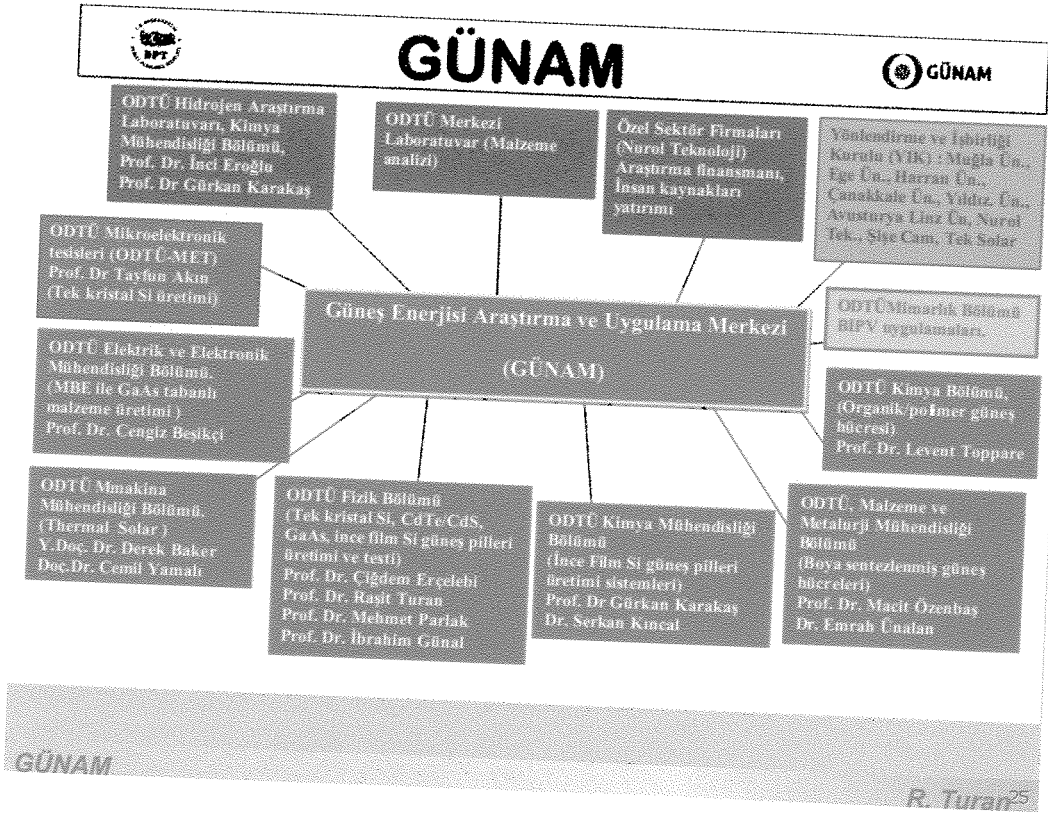 DPT
GÜNAM
GÜNAM
ODTÜ Hidrojen Araştırma
Laboratuvarı, Kimya
Mühendisliği Bölümü,
Prof. Dr. İnci Eroğlu
Prof. Dr Gürkan Karakaş
ODTÜ Merkezi
Laboratuvar (Malzeme
analizi)
Özel Sektör Firmaları
(Nurol Teknoloji)
Araştırma finansmanı,
İnsan kaynakları
yatırımı
Yönlendirme ve İşbirliği
Kurulu (YİK) : Muğla Ün.,
Ege Ün., Harran Ün.,
Çanakkale Ün., Yıldız. Ün.,
Avusturya Linz Ün, Nurol
Tek., Şişe Cam, Tek Solar
ODTÜ Mikroelektronik
tesisleri (ODTÜ-MET)
Prof. Dr Tayfun Akın
(Tek kristal Si üretimi)
Güneş Enerjisi Araştırma ve Uygulama Merkezi
(GÜNAM)
ODTÜMimarlık Bölümü
BIPV uygulamaları,
ODTÜ Elektrik ve Elektronik
Mühendisliği Bölümü,
(MBE ile GaAs tabanlı
malzeme üretimi )
Prof. Dr. Cengiz Beşikçi
ODTÜ Kimya Bölümü,
(Organik/polimer güneş
hücresi)
Prof. Dr. Levent Toppare
ODTÜ Mmakina
Mühendisliği Bölümü,
(Thermal Solar )
Y.Doç. Dr. Derek Baker
Doç.Dr. Cemil Yamalı
ODTÜ Fizik Bölümü
(Tek kristal Si, CdTe/CdS,
GaAs, ince film Si güneş pilleri
üretimi ve testi)
Prof. Dr. Çiğdem Erçelebi
Prof. Dr. Raşit Turan
Prof. Dr. Mehmet Parlak
Prof. Dr. İbrahim Günal
ODTÜ Kimya Mühendisliği
Bölümü
(İnce Film Si güneş pilleri
üretimi sistemleri)
Prof. Dr Gürkan Karakaş
Dr. Serkan Kıncal
ODTÜ, Malzeme ve
Metalurji Mühendisliği
Bölümü
(Boya sentezlenmiş güneş
hücreleri)
Prof. Dr. Macit Özenbaş
Dr. Emrah Ünalan
GÜNAM
R. Turan 25